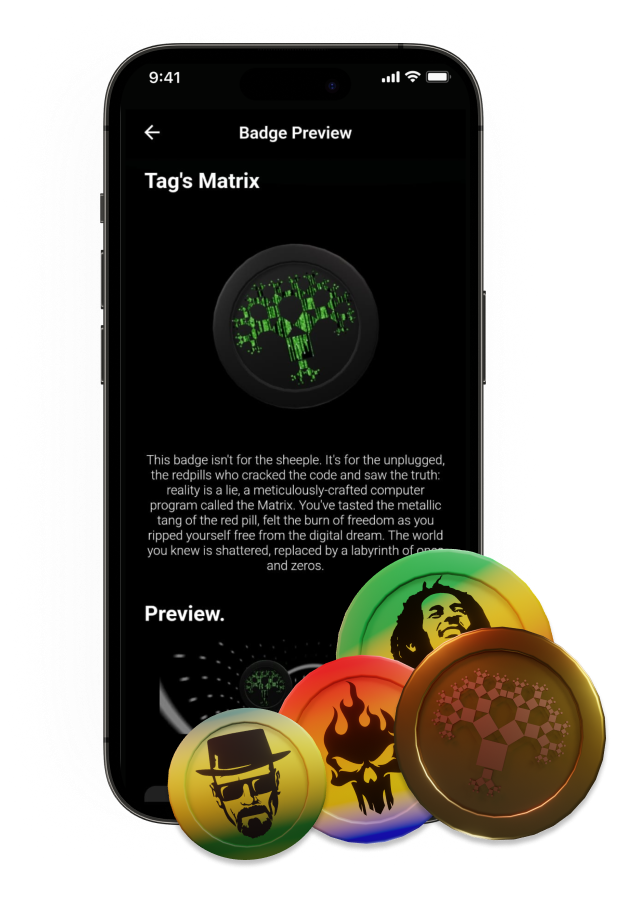 9:41
Badge Preview
Tag's Matrix
This badge isn't for the sheeple. It's for the unplugged,
the redpills who cracked the code and saw the truth:
reality is a lie, a meticulously-crafted computer
program called the Matrix. You've tasted the metallic
tang of the red pill, felt the burn of freedom as you
ripped yourself free from the digital dream. The world
you knew is shattered, replaced by a labyrinth of ones
and zeros.
Preview.